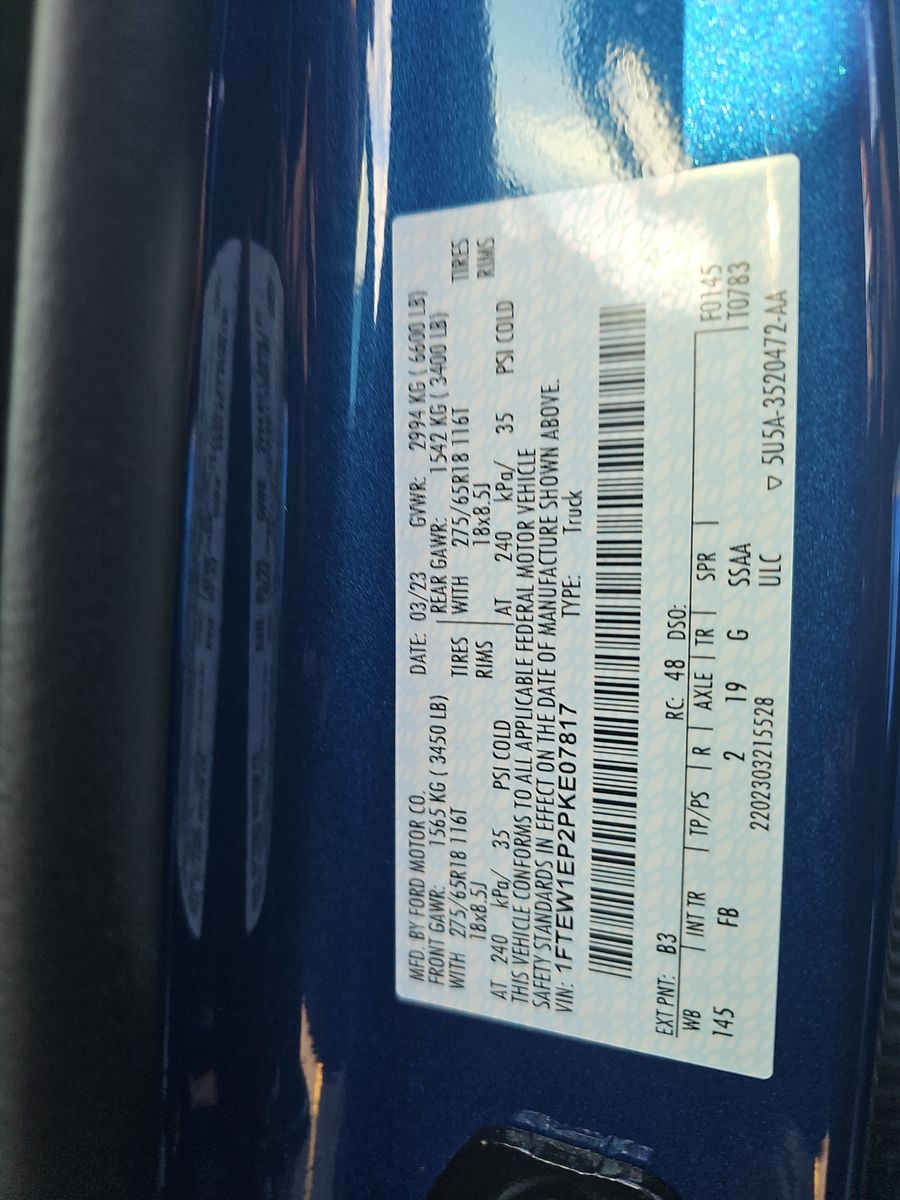 MFD. BY FORD MOTOR CO. DATE: 03/23 GVWR: 2994 KG ( 6600 LB)
FRONT GAWR: 1565 KG ( 3450 LB) REAR GAWR: 1542 KG ( 3400 LB)
WITH 275/65R18 116T TIRES WITH 275/65R18 116T TIRES
18x8.5J RIMS 18x8.5J RIMS
AT 240 kPa/ 35 PSI COLD AT 240 kPa/ 35 PSI COLD
THIS VEHICLE CONFORMS TO ALL APPLICABLE FEDERAL MOTOR VEHICLE
SAFETY STANDARDS IN EFFECT ON THE DATE OF MANUFACTURE SHOWN ABOVE.
VIN: 1FTEW1EP2PKE07817 TYPE: Truck
EXT PNT: B3 RC: 48 DSO:
WB INT TR TP/PS R AXLE TR SPR F0145
145 FB 2 19 G SSAA T0783
2202303215528 ULC ▽ 5U5A-3520472-AA